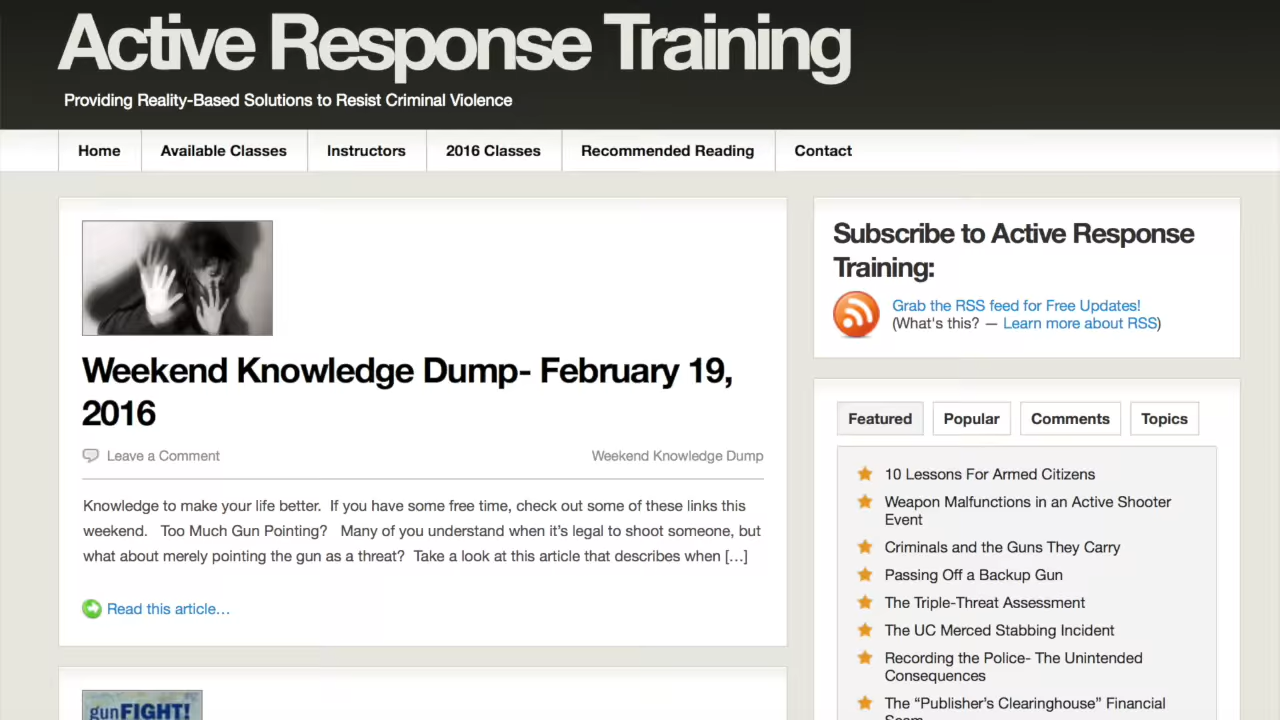 Active Response Training
Providing Reality-Based Solutions to Resist Criminal Violence
Home
Available Classes
Instructors
2016 Classes
Recommended Reading
Contact
Weekend Knowledge Dump- February 19,
2016
Leave a Comment
Weekend Knowledge Dump
Knowledge to make your life better.  If you have some free time, check out some of these links this
weekend.   Too Much Gun Pointing?   Many of you understand when it’s legal to shoot someone, but
what about merely pointing the gun as a threat?  Take a look at this article that describes when […]
Read this article…
gunFIGHT!
Subscribe to Active Response
Training:
Grab the RSS feed for Free Updates!
(What's this? — Learn more about RSS)
Featured
Popular
Comments
Topics
10 Lessons For Armed Citizens
Weapon Malfunctions in an Active Shooter
Event
Criminals and the Guns They Carry
Passing Off a Backup Gun
The Triple-Threat Assessment
The UC Merced Stabbing Incident
Recording the Police- The Unintended
Consequences
The “Publisher’s Clearinghouse” Financial
Scam